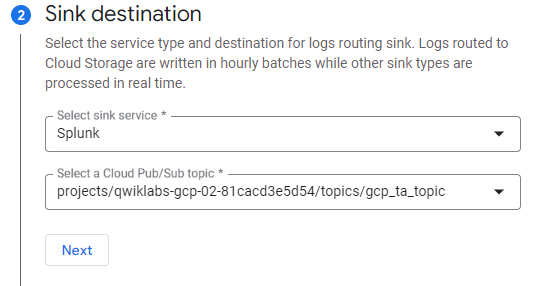 2 Sink destination
Select the service type and destination for logs routing sink. Logs routed to
Cloud Storage are written in hourly batches while other sink types are
processed in real time.
Select sink service *
Splunk
Select a Cloud Pub/Sub topic *
projects/qwiklabs-gcp-02-81cacd3e5d54/topics/gcp_ta_topic
Next